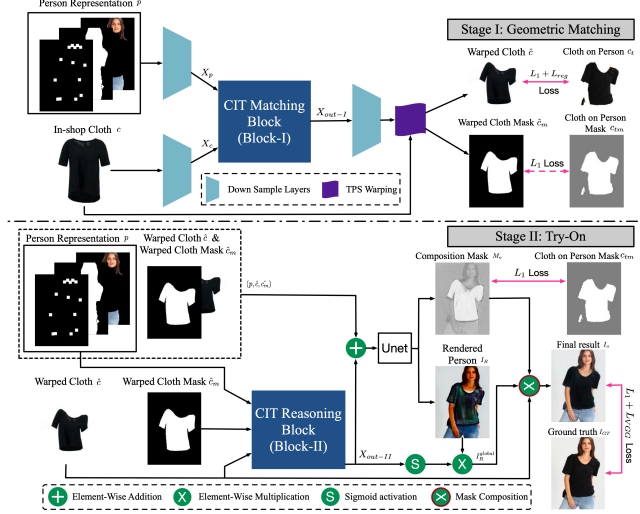 Person Representation p
Stage I: Geometric Matching
Warped Cloth ĉ
Cloth on Person c_t
X_p
L_1 + L_reg
Loss
CIT Matching
Block
(Block-I)
X_out-I
In-shop Cloth c
X_c
Warped Cloth Mask ĉ_m
Cloth on Person
Mask c_tm
L_1 Loss
Down Sample Layers
TPS Warping
Stage II: Try-On
Person Representation p
Warped Cloth ĉ &
Warped Cloth Mask ĉ_m
(p, ĉ, ĉ_m)
Composition Mask M_o
Cloth on Person Mask c_tm
L_1 Loss
Unet
Rendered
Person I_R
Final result I_o
Warped Cloth ĉ
Warped Cloth Mask ĉ_m
CIT Reasoning
Block
(Block-II)
X_out-II
S
X
I_R^global
L_1 + L_VGG Loss
Ground truth I_GT
Element-Wise Addition
X
Element-Wise Multiplication
S
Sigmoid activation
Mask Composition